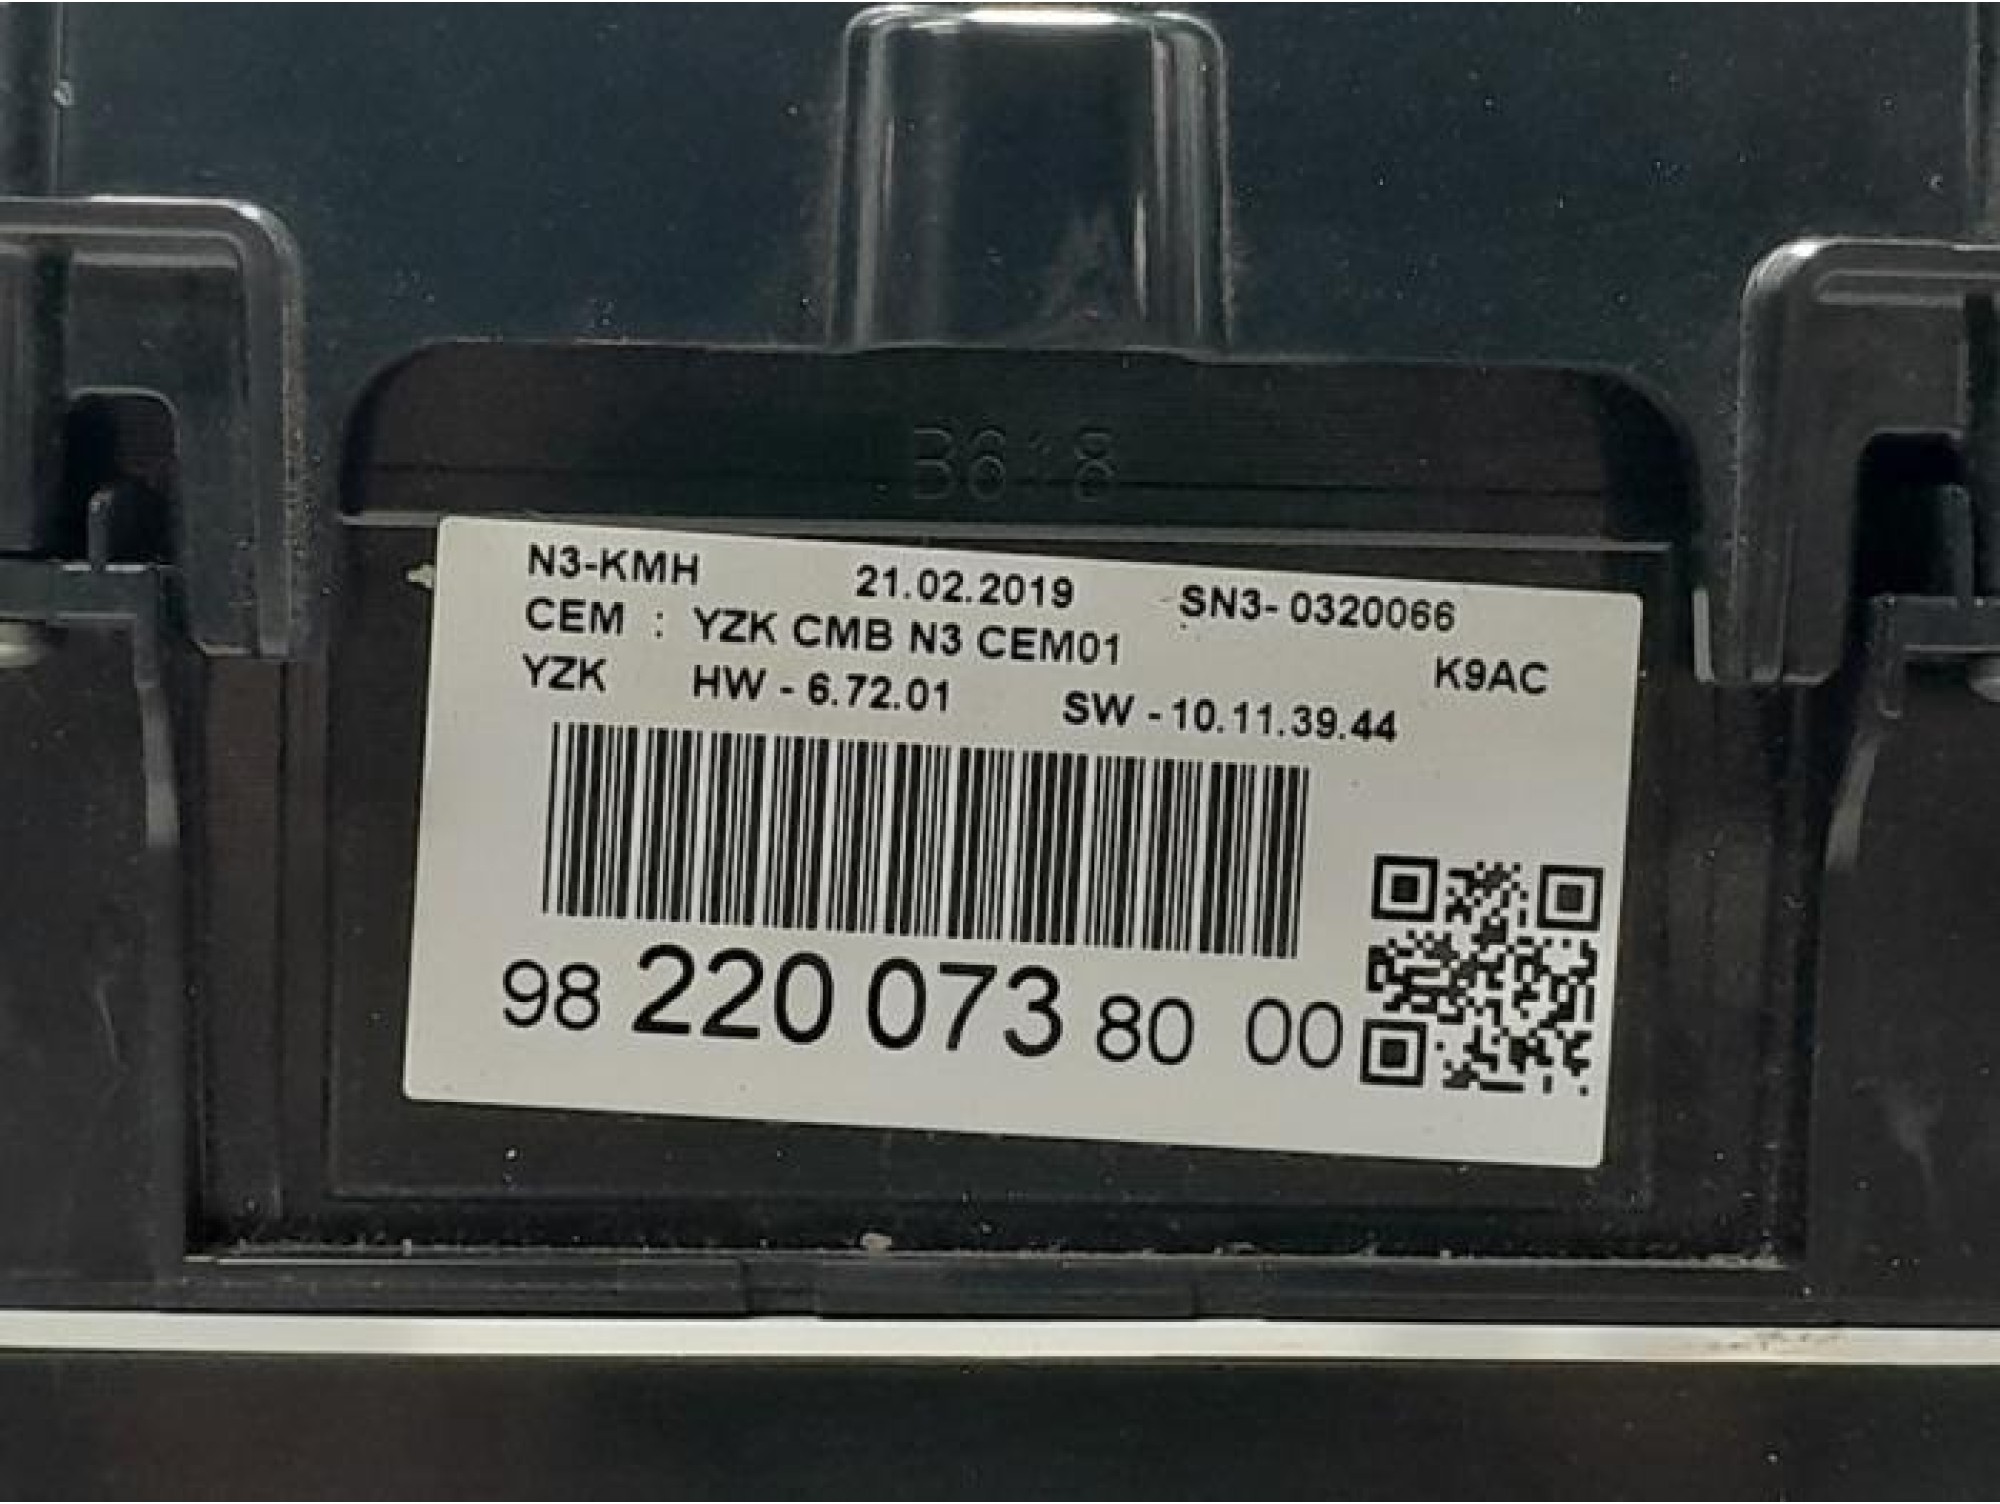 B618
N3-KMH 21.02.2019 SN3- 0320066
CEM : YZK CMB N3 CEM01
YZK HW - 6.72.01 SW - 10.11.39.44 K9AC
98 220 073 80 00